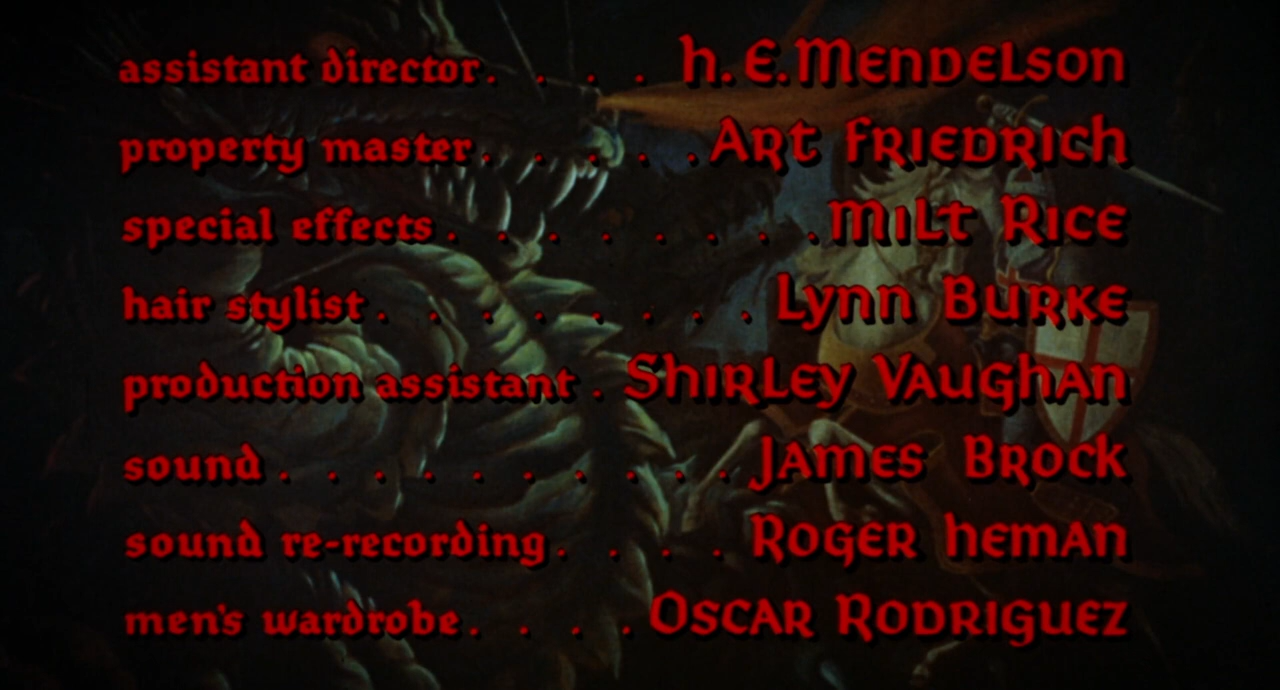 assistant director. . . . . h. E. Mendelson
property master. . . . . . Art Friedrich
special effects. . . . . . . . . Milt Rice
hair stylist. . . . . . . . . Lynn Burke
production assistant . Shirley Vaughan
sound . . . . . . . . . . James Brock
sound re-recording. . . . . Roger Heman
men's wardrobe. . . . . Oscar Rodriguez